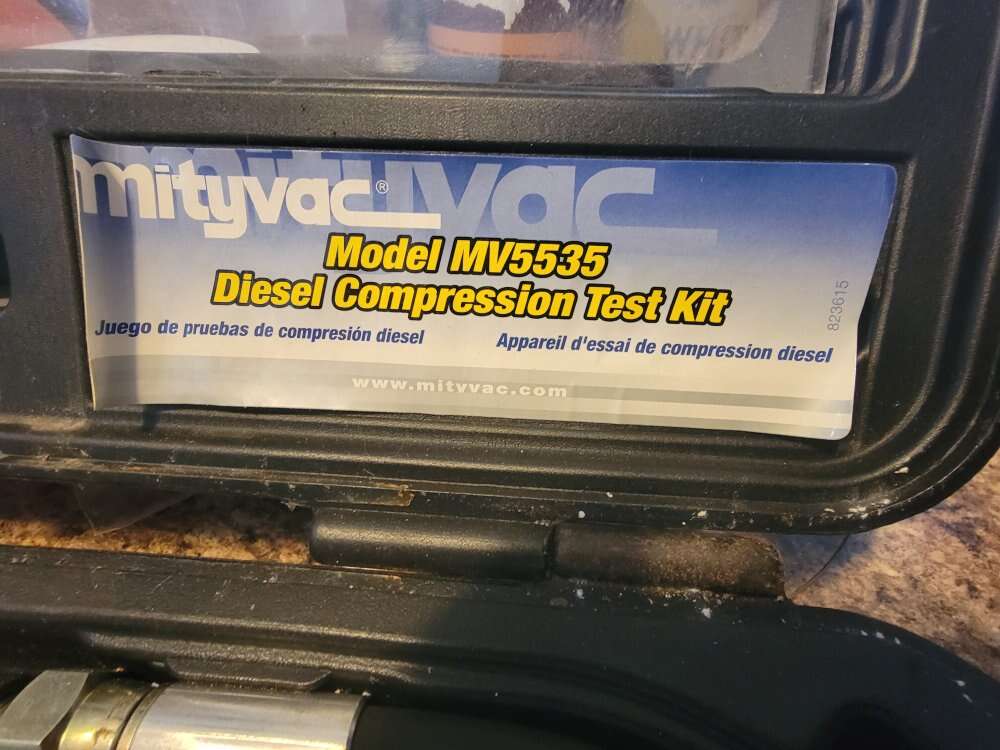 mityvac®
mityvac
Model MV5535
Diesel Compression Test Kit
Juego de pruebas de compresión diesel
Appareil d'essai de compression diesel
823615
www.mityvac.com